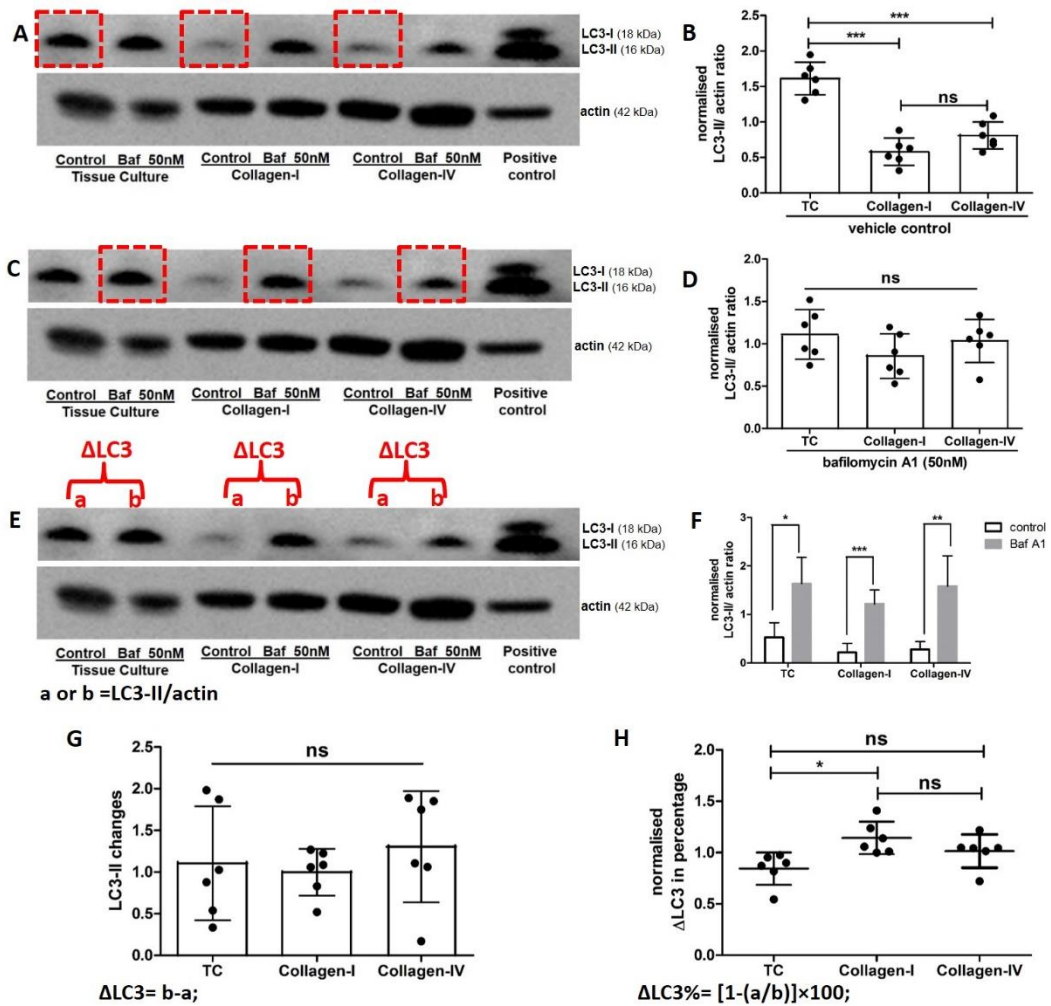 A
LC3-I (18 kDa)
LC3-II (16 kDa)
actin (42 kDa)
Control Baf 50nM Control Baf 50nM Control Baf 50nM Positive
Tissue Culture Collagen-I Collagen-IV control
B
normalised
LC3-II/ actin ratio
2.5
2.0
1.5
1.0
0.5
0.0
***
***
ns
TC Collagen-I Collagen-IV
vehicle control
C
LC3-I (18 kDa)
LC3-II (16 kDa)
actin (42 kDa)
Control Baf 50nM Control Baf 50nM Control Baf 50nM Positive
Tissue Culture Collagen-I Collagen-IV control
D
normalised
LC3-II/ actin ratio
2.0
1.5
1.0
0.5
0.0
ns
TC Collagen-I Collagen-IV
bafilomycin A1 (50nM)
ΔLC3 ΔLC3 ΔLC3
a b a b a b
E
LC3-I (18 kDa)
LC3-II (16 kDa)
actin (42 kDa)
Control Baf 50nM Control Baf 50nM Control Baf 50nM Positive
Tissue Culture Collagen-I Collagen-IV control
a or b =LC3-II/actin
F
normalised
LC3-II/ actin ratio
3
2
1
0
*
***
**
control
Baf A1
TC Collagen-I Collagen-IV
G
LC3-II changes
2.5
2.0
1.5
1.0
0.5
0.0
ns
TC Collagen-I Collagen-IV
ΔLC3= b-a;
H
normalised
ΔLC3 in percentage
2.0
1.5
1.0
0.5
0.0
ns
*
ns
TC Collagen-I Collagen-IV
ΔLC3%= [1-(a/b)]×100;